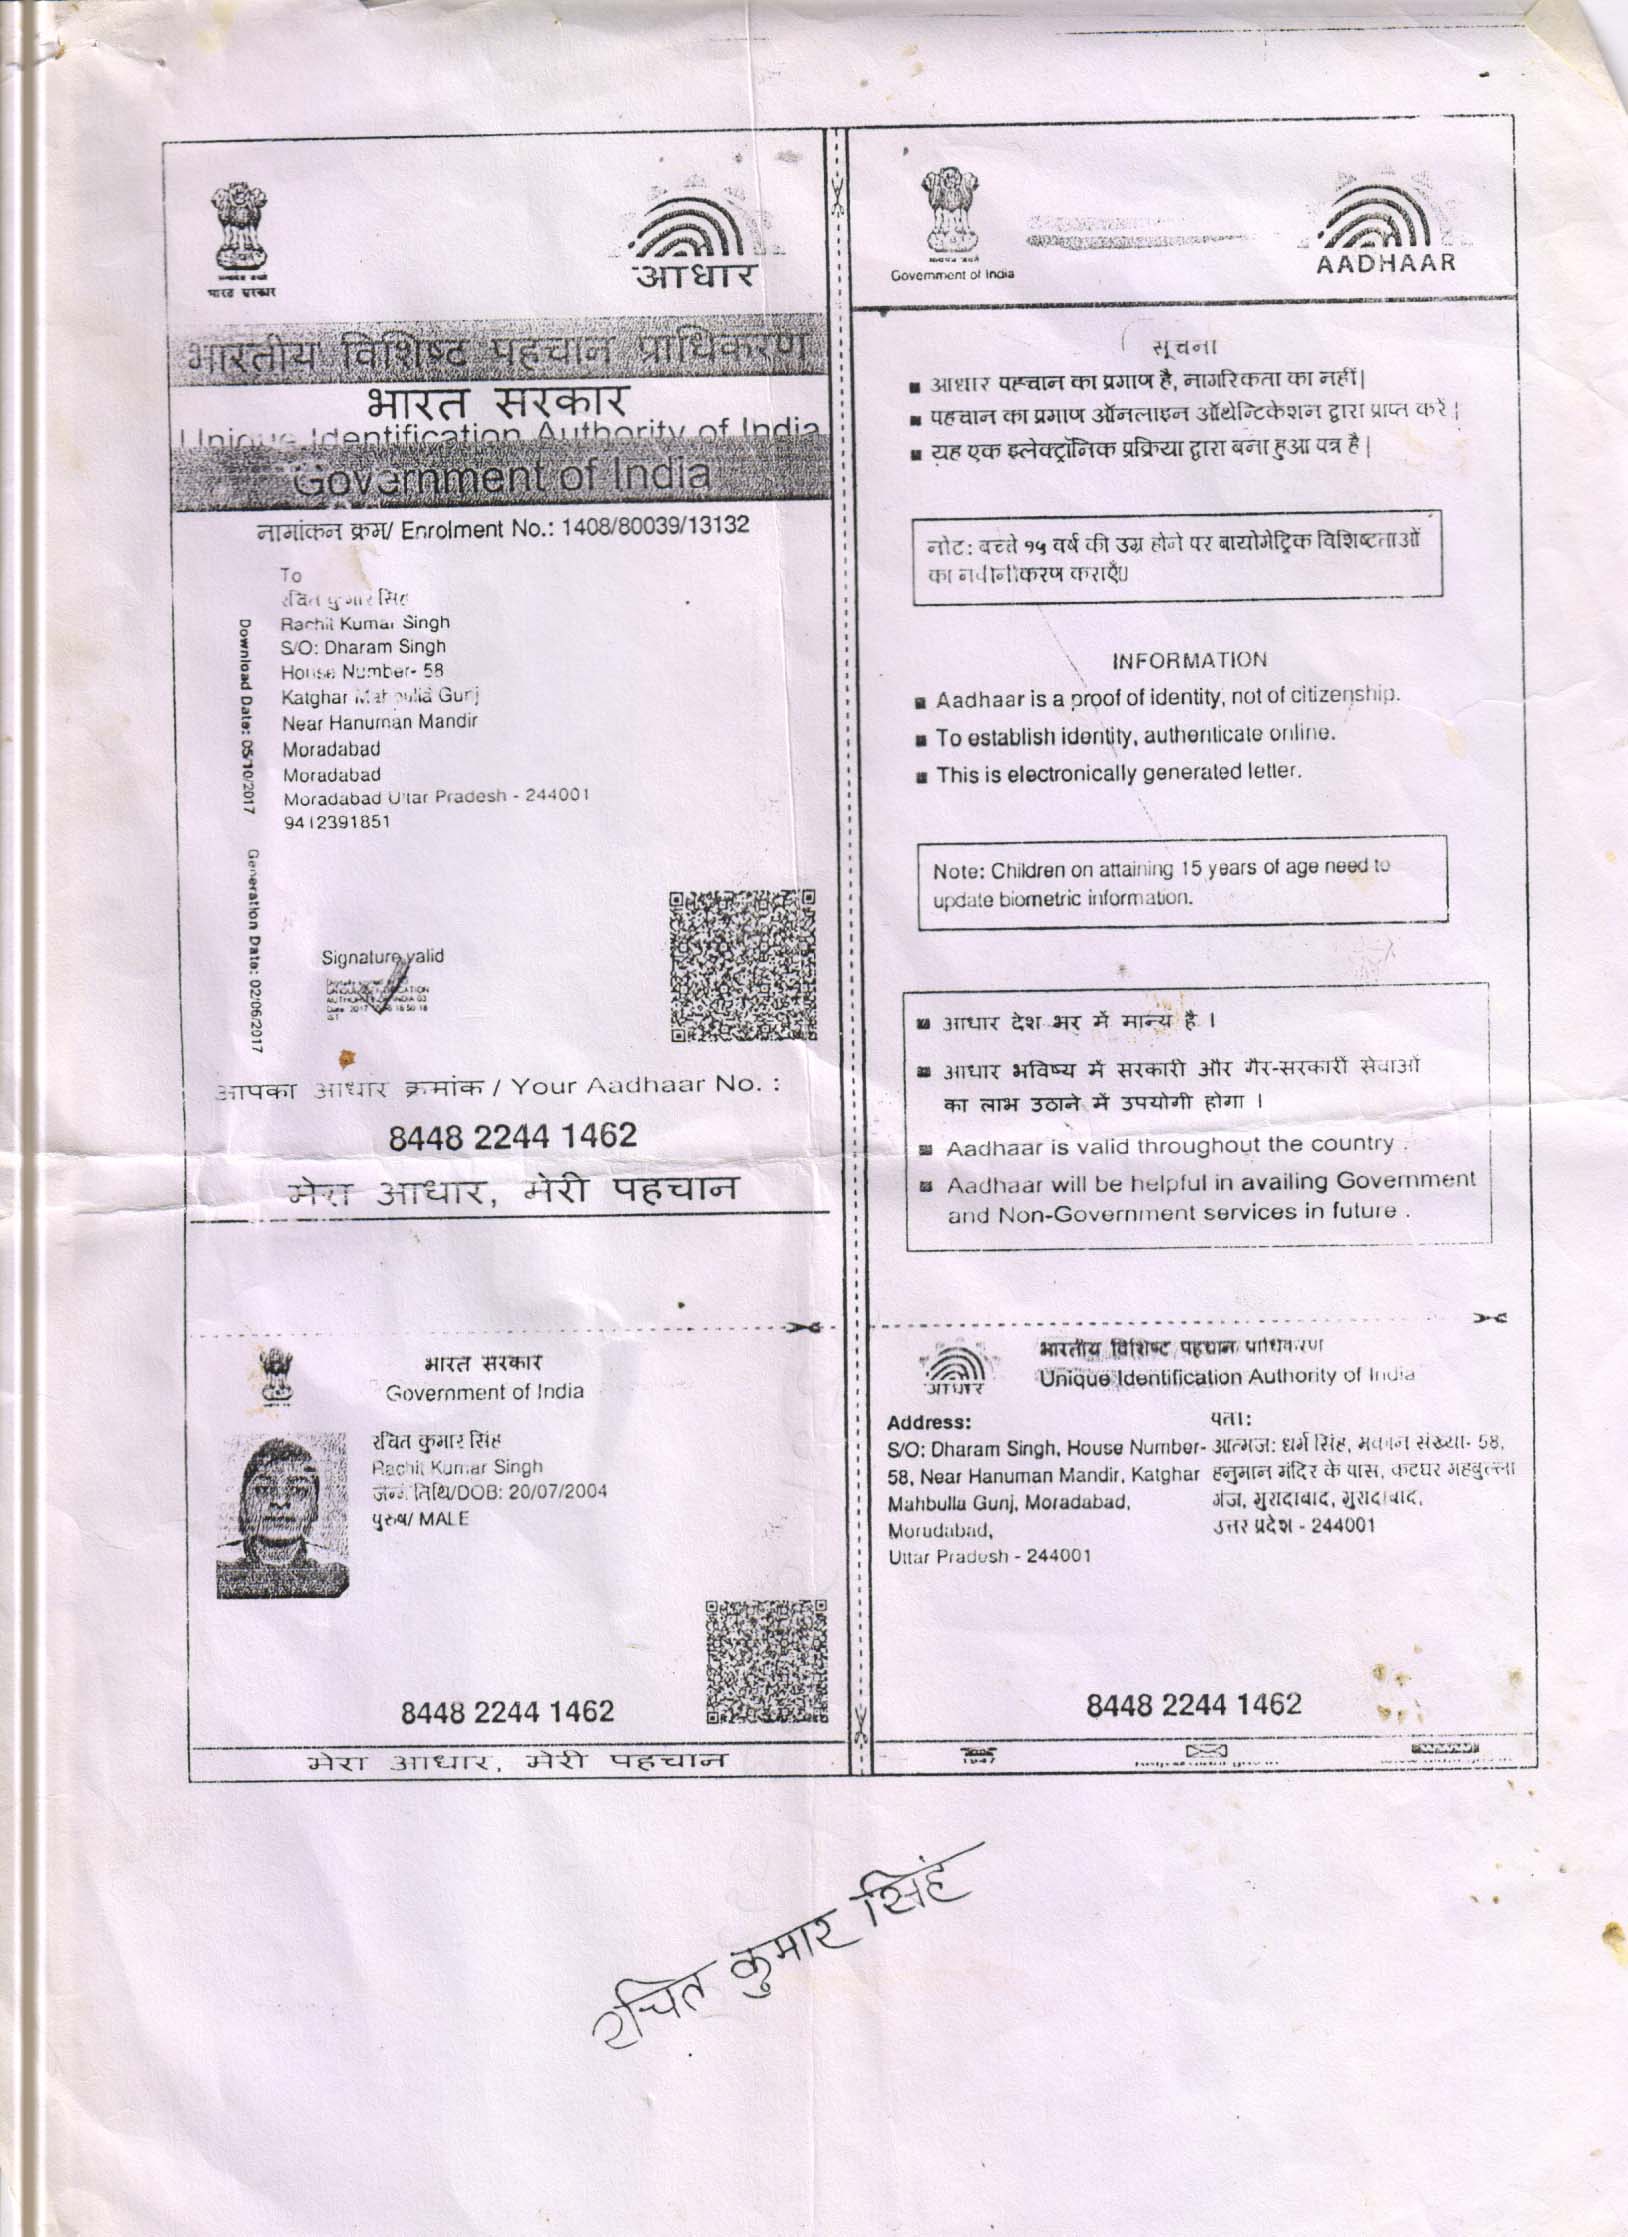 भारत सरकार
आधार
भारतीय विशिष्ट पहचान प्राधिकरण
भारत सरकार
Unique Identification Authority of India
Government of India
नामांकन क्रम/ Enrolment No.: 1408/80039/13132
To
रचित कुमार सिंह
Rachit Kumar Singh
S/O: Dharam Singh
House Number- 58
Katghar Mahbulla Gunj
Near Hanuman Mandir
Moradabad
Moradabad
Moradabad Uttar Pradesh - 244001
9412391851
Download Date: 05/10/2017
Generation Date: 02/06/2017
Signature valid
आपका आधार क्रमांक / Your Aadhaar No. :
8448 2244 1462
मेरा आधार, मेरी पहचान
भारत सरकार
Government of India
रचित कुमार सिंह
Rachit Kumar Singh
जन्म तिथि/DOB: 20/07/2004
पुरुष/ MALE
8448 2244 1462
मेरा आधार, मेरी पहचान
Government of India
AADHAAR
सूचना
आधार पहचान का प्रमाण है, नागरिकता का नहीं।
पहचान का प्रमाण ऑनलाइन ऑथेन्टिकेशन द्वारा प्राप्त करें।
यह एक इलेक्ट्रॉनिक प्रक्रिया द्वारा बना हुआ पत्र है।
नोट: बच्चे १५ वर्ष की उम्र होने पर बायोमेट्रिक विशिष्टताओं
का नवीनीकरण कराएँ।
INFORMATION
Aadhaar is a proof of identity, not of citizenship.
To establish identity, authenticate online.
This is electronically generated letter.
Note: Children on attaining 15 years of age need to
update biometric information.
आधार देश भर में मान्य है ।
आधार भविष्य में सरकारी और गैर-सरकारी सेवाओं
का लाभ उठाने में उपयोगी होगा ।
Aadhaar is valid throughout the country .
Aadhaar will be helpful in availing Government
and Non-Government services in future .
आधार
भारतीय विशिष्ट पहचान प्राधिकरण
Unique Identification Authority of India
Address:
S/O: Dharam Singh, House Number-
58, Near Hanuman Mandir, Katghar
Mahbulla Gunj, Moradabad,
Moradabad,
Uttar Pradesh - 244001
पता:
आत्मज: धर्म सिंह, मकान संख्या- 58,
हनुमान मंदिर के पास, कटघर महबुल्ला
गंज, मुरादाबाद, मुरादाबाद,
उत्तर प्रदेश - 244001
8448 2244 1462
1947
रचित कुमार सिंह